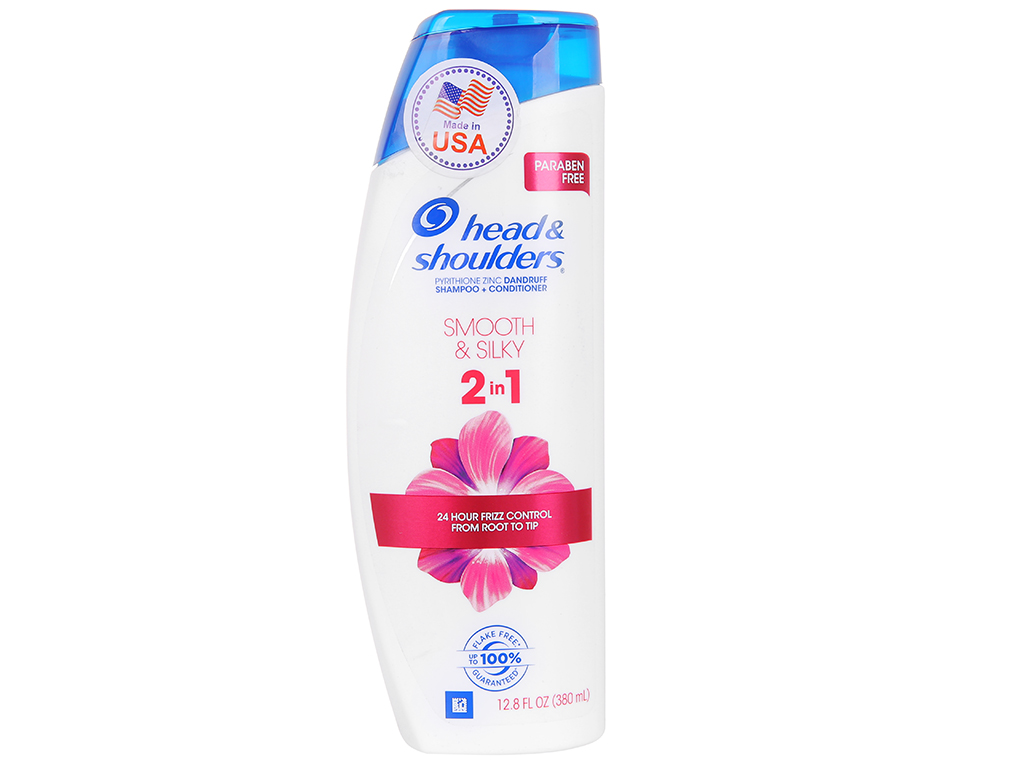 Made in
USA
PARABEN
FREE
head &
shoulders®
PYRITHIONE ZINC DANDRUFF
SHAMPOO + CONDITIONER
SMOOTH
& SILKY
2 in 1
24 HOUR FRIZZ CONTROL
FROM ROOT TO TIP
FLAKE FREE*
UP TO 100%
GUARANTEED
12.8 FL OZ (380 mL)